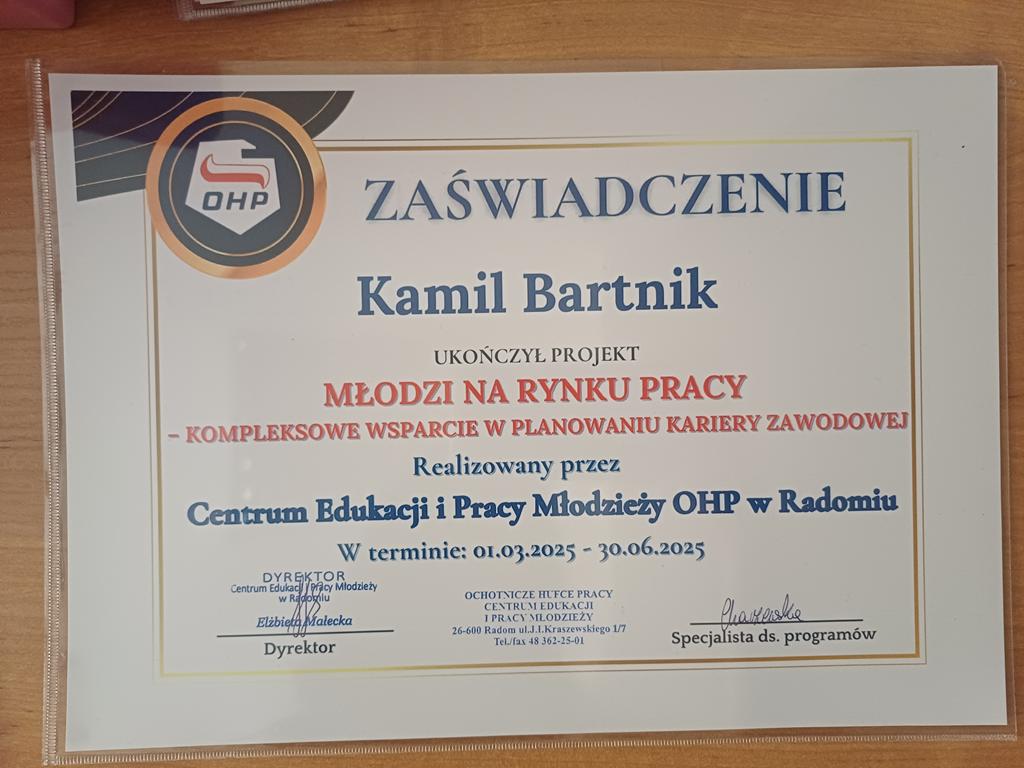 OHP
ZAŚWIADCZENIE
Kamil Bartnik
UKOŃCZYŁ PROJEKT
MŁODZI NA RYNKU PRACY
– KOMPLEKSOWE WSPARCIE W PLANOWANIU KARIERY ZAWODOWEJ
Realizowany przez
Centrum Edukacji i Pracy Młodzieży OHP w Radomiu
W terminie: 01.03.2025 - 30.06.2025
DYREKTOR
Centrum Edukacji i Pracy Młodzieży
w Radomiu
Elżbieta Małecka
Dyrektor
OCHOTNICZE HUFCE PRACY
CENTRUM EDUKACJI
I PRACY MŁODZIEŻY
26-600 Radom ul.J.I.Kraszewskiego 1/7
Tel./fax 48 362-25-01
Specjalista ds. programów